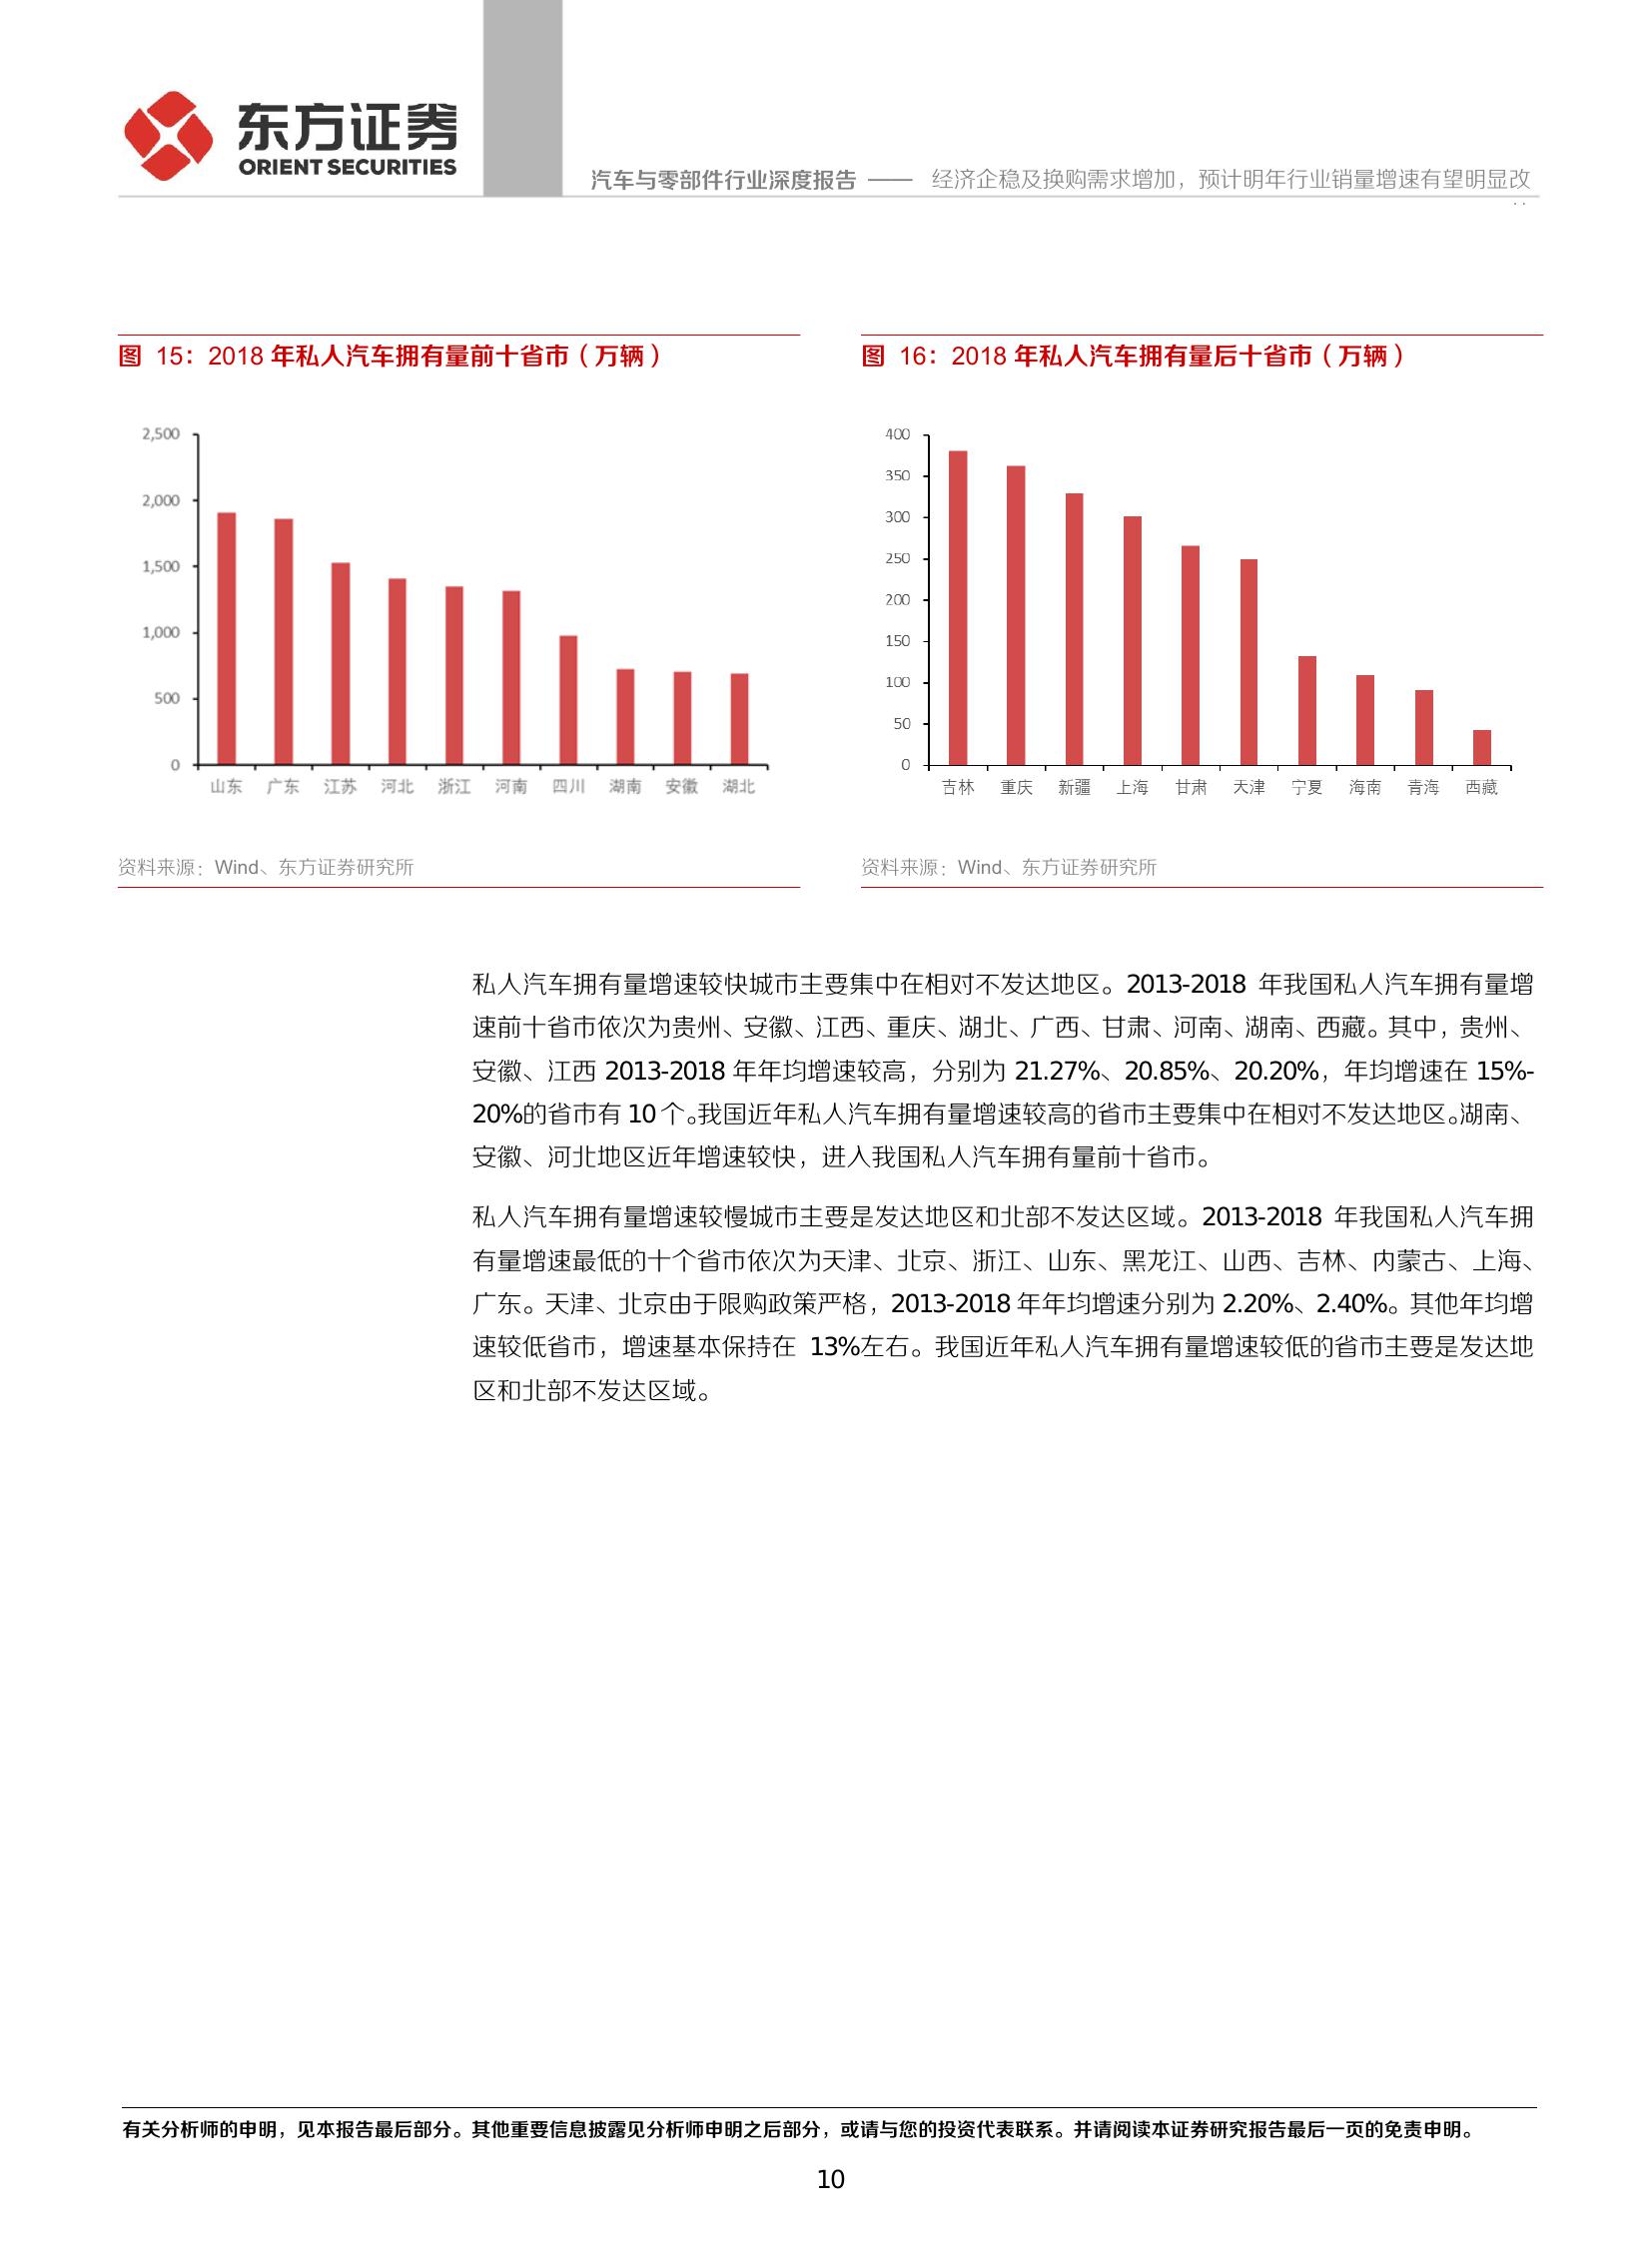 东方证券
ORIENT SECURITIES
汽车与零部件行业深度报告 —— 经济企稳及换购需求增加，预计明年行业销量增速有望明显改
图 15：2018 年私人汽车拥有量前十省市（万辆）
2,500
2,000
1,500
1,000
500
0
山东 广东 江苏 河北 浙江 河南 四川 湖南 安徽 湖北
资料来源：Wind、东方证券研究所
图 16：2018 年私人汽车拥有量后十省市（万辆）
400
350
300
250
200
150
100
50
0
吉林 重庆 新疆 上海 甘肃 天津 宁夏 海南 青海 西藏
资料来源：Wind、东方证券研究所
私人汽车拥有量增速较快城市主要集中在相对不发达地区。2013-2018 年我国私人汽车拥有量增
速前十省市依次为贵州、安徽、江西、重庆、湖北、广西、甘肃、河南、湖南、西藏。其中，贵州、
安徽、江西 2013-2018 年年均增速较高，分别为 21.27%、20.85%、20.20%，年均增速在 15%-
20%的省市有 10 个。我国近年私人汽车拥有量增速较高的省市主要集中在相对不发达地区。湖南、
安徽、河北地区近年增速较快，进入我国私人汽车拥有量前十省市。
私人汽车拥有量增速较慢城市主要是发达地区和北部不发达区域。2013-2018 年我国私人汽车拥
有量增速最低的十个省市依次为天津、北京、浙江、山东、黑龙江、山西、吉林、内蒙古、上海、
广东。天津、北京由于限购政策严格，2013-2018 年年均增速分别为 2.20%、2.40%。其他年均增
速较低省市，增速基本保持在 13%左右。我国近年私人汽车拥有量增速较低的省市主要是发达地
区和北部不发达区域。
有关分析师的申明，见本报告最后部分。其他重要信息披露见分析师申明之后部分，或请与您的投资代表联系。并请阅读本证券研究报告最后一页的免责申明。
10